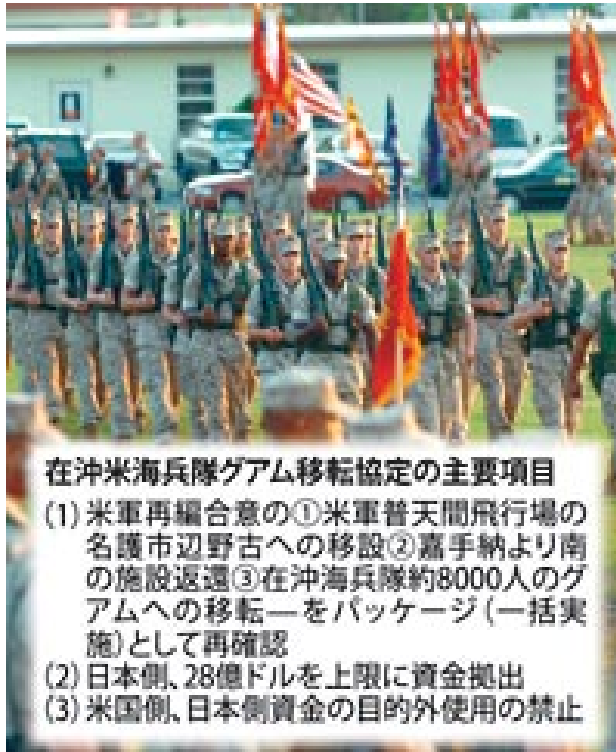 在沖米海兵隊グアム移転協定の主要項目
(1)米軍再編合意の①米軍普天間飛行場の
名護市辺野古への移設②嘉手納より南
の施設返還③在沖海兵隊約8000人のグ
アムへの移転―をパッケージ(一括実
施)として再確認
(2)日本側、28億ドルを上限に資金拠出
(3)米国側、日本側資金の目的外使用の禁止